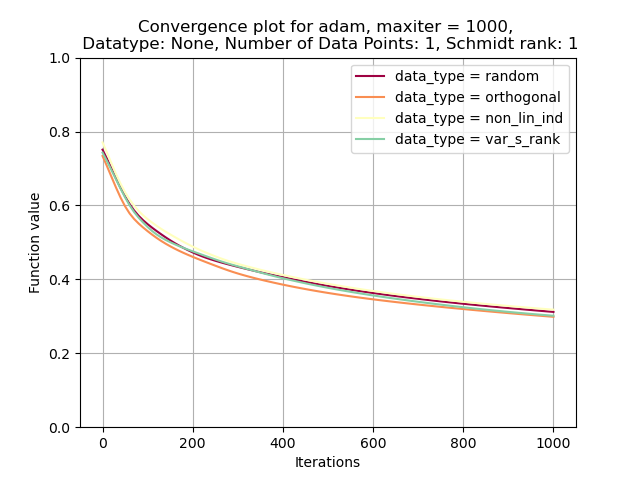 Convergence plot for adam, maxiter = 1000,
Datatype: None, Number of Data Points: 1, Schmidt rank: 1
data_type = random
data_type = orthogonal
data_type = non_lin_ind
data_type = var_s_rank
Function value
1.0
0.8
0.6
0.4
0.2
0.0
0 200 400 600 800 1000
Iterations